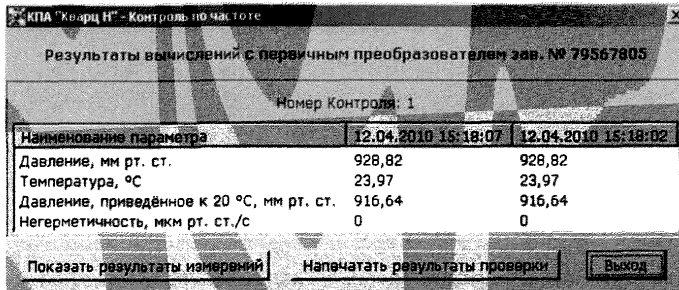 КПА "Кварц Н" - Контроль по частоте
Результаты вычислений с первичным преобразователем зав. № 79567805
Номер Контроля: 1
Наименование параметра 12.04.2010 15:18:07 12.04.2010 15:18:02
Давление, мм рт. ст. 928,82 928,82
Температура, °C 23,97 23,97
Давление, приведённое к 20 °C, мм рт. ст. 916,64 916,64
Негерметичность, мкм рт. ст./с 0 0
Показать результаты измерений Напечатать результаты проверки Выход